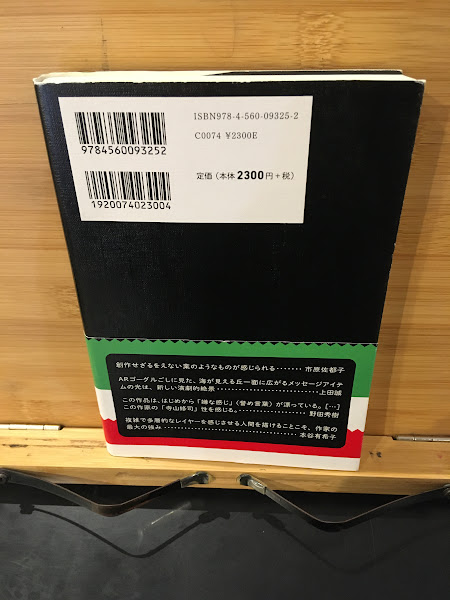 ISBN978-4-560-09325-2
C0074 ¥2300E
定価（本体2300円+税）
9784560093252
1920074023004
創作せざるをえない業のようなものが感じられる……市原佐都子
ARゴーグルごしに見た、海が見える丘一面に広がるメッセージアイテ
ムの光は、新しい演劇的絶景……上田誠
この作品は、はじめから「嫌な感じ」（誉め言葉）が漂っている。[…]
この作家の「寺山修司」性を感じる。……野田秀樹
複雑で多層的なレイヤーを感じさせる人間を描けることこそ、作家の
最大の強み……本谷有希子